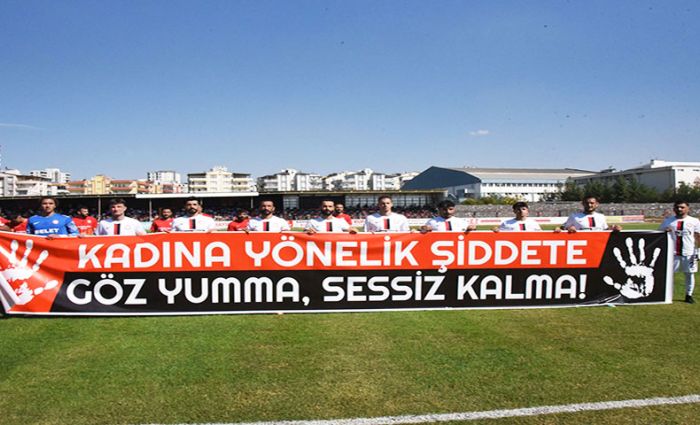 KADINA YÖNELİK ŞİDDETE
GÖZ YUMMA, SESSİZ KALMA!